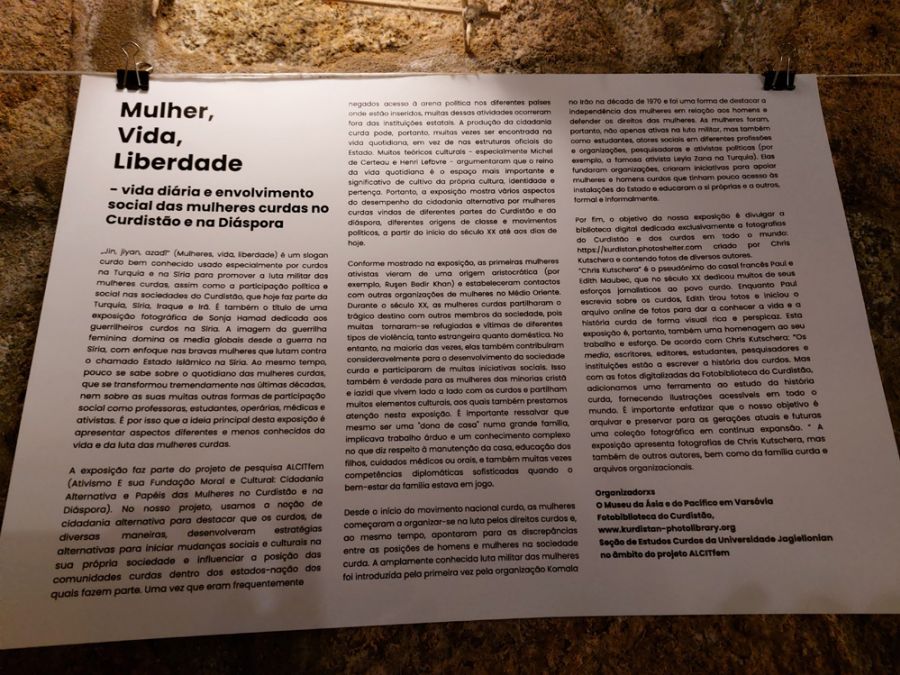 Mulher,
Vida,
Liberdade
- vida diária e envolvimento
social das mulheres curdas no
Curdistão e na Diáspora
„Jin, jiyan, azadî" (Mulheres, vida, liberdade) é um slogan
curdo bem conhecido usado especialmente por curdos
na Turquia e na Síria para promover a luta militar das
mulheres curdas, assim como a participação política e
social nas sociedades do Curdistão, que hoje faz parte da
Turquia, Síria, Iraque e Irã. É também o título de uma
exposição fotográfica de Sonja Hamad dedicada aos
guerrilheiros curdos na Síria. A imagem da guerrilha
feminina domina os media globais desde a guerra na
Síria, com enfoque nas bravas mulheres que lutam contra
o chamado Estado Islâmico na Síria. Ao mesmo tempo,
pouco se sabe sobre o quotidiano das mulheres curdas,
que se transformou tremendamente nas últimas décadas,
nem sobre as suas muitas outras formas de participação
social como professoras, estudantes, operárias, médicas e
ativistas. É por isso que a ideia principal desta exposição é
apresentar aspectos diferentes e menos conhecidos da
vida e da luta das mulheres curdas.
A exposição faz parte do projeto de pesquisa ALCITfem
(Ativismo E sua Fundação Moral e Cultural: Cidadania
Alternativa e Papéis das Mulheres no Curdistão e na
Diáspora). No nosso projeto, usamos a noção de
cidadania alternativa para destacar que os curdos, de
diversas maneiras, desenvolveram estratégias
alternativas para iniciar mudanças sociais e culturais na
sua própria sociedade e influenciar a posição das
comunidades curdas dentro dos estados-nação dos
quais fazem parte. Uma vez que eram frequentemente
negados acesso à arena política nos diferentes países
onde estão inseridos, muitas dessas atividades ocorreram
fora das instituições estatais. A produção da cidadania
curda pode, portanto, muitas vezes ser encontrada na
vida quotidiana, em vez de nas estruturas oficiais do
Estado. Muitos teóricos culturais - especialmente Michel
de Certeau e Henri Lefbvre - argumentaram que o reino
da vida quotidiana é o espaço mais importante e
significativo de cultivo da própria cultura, identidade e
pertença. Portanto, a exposição mostra vários aspectos
do desempenho da cidadania alternativa por mulheres
curdas vindas de diferentes partes do Curdistão e da
diáspora, diferentes origens de classe e movimentos
políticos, a partir do início do século XX até aos dias de
hoje.
Conforme mostrado na exposição, as primeiras mulheres
ativistas vieram de uma origem aristocrática (por
exemplo, Ruşen Bedir Khan) e estabeleceram contactos
com outras organizações de mulheres no Médio Oriente.
Durante o século XX, as mulheres curdas partilharam o
trágico destino com outros membros da sociedade, pois
muitas tornaram-se refugiadas e vítimas de diferentes
tipos de violência, tanto estrangeira quanto doméstica. No
entanto, na maioria das vezes, elas também contribuíram
consideravelmente para o desenvolvimento da sociedade
curda e participaram de muitas iniciativas sociais. Isso
também é verdade para as mulheres das minorias cristã
e iazidi que vivem lado a lado com os curdos e partilham
muitos elementos culturais, aos quais também prestamos
atenção nesta exposição. É importante ressalvar que
mesmo ser uma "dona de casa" numa grande família,
implicava trabalho árduo e um conhecimento complexo
no que diz respeito à manutenção da casa, educação dos
filhos, cuidados médicos ou orais, e também muitas vezes
competências diplomáticas sofisticadas quando o
bem-estar da família estava em jogo.
Desde o início do movimento nacional curdo, as mulheres
começaram a organizar-se na luta pelos direitos curdos e,
ao mesmo tempo, apontaram para as discrepâncias
entre as posições de homens e mulheres na sociedade
curda. A amplamente conhecida luta militar das mulheres
foi introduzida pela primeira vez pela organização Komala
no Irão na década de 1970 e foi uma forma de destacar a
independência das mulheres em relação aos homens e
defender os direitos das mulheres. As mulheres foram,
portanto, não apenas ativas na luta militar, mas também
como estudantes, atores sociais em diferentes profissões
e organizações, pesquisadoras e ativistas políticas (por
exemplo, a famosa ativista Leyla Zana na Turquia). Elas
fundaram organizações, criaram iniciativas para apoiar
mulheres e homens curdos que tinham pouco acesso às
instalações do Estado e educaram a si próprias e a outros,
formal e informalmente.
Por fim, o objetivo da nossa exposição é divulgar a
biblioteca digital dedicada exclusivamente a fotografias
do Curdistão e dos curdos em todo o mundo:
https://kurdistan.photoshelter.com criado por Chris
Kutschera e contendo fotos de diversos autores.
"Chris Kutschera" é o pseudónimo do casal francês Paul e
Edith Maubec, que no século XX dedicou muitos de seus
esforços jornalísticos ao povo curdo. Enquanto Paul
escrevia sobre os curdos, Edith tirou fotos e iniciou o
arquivo online de fotos para dar a conhecer a vida e a
história curda de forma visual rica e perspicaz. Esta
exposição é, portanto, também uma homenagem ao seu
trabalho e esforço. De acordo com Chris Kutschera: "Os
media, escritores, editores, estudantes, pesquisadores e
instituições estão a escrever a história dos curdos. Mas
com as fotos digitalizadas da Fotobiblioteca do Curdistão,
adicionamos uma ferramenta ao estudo da história
curda, fornecendo ilustrações acessíveis em todo o
mundo. É importante enfatizar que o nosso objetivo é
arquivar e preservar para as gerações atuais e futuras
uma coleção fotográfica em contínua expansão. " A
exposição apresenta fotografias de Chris Kutschera, mas
também de outros autores, bem como da família curda e
arquivos organizacionais.
Organizadorxs
O Museu da Ásia e do Pacífico em Varsóvia
Fotobiblioteca do Curdistão,
www.kurdistan-photolibrary.org
Seção de Estudos Curdos da Universidade Jagiellonian
no âmbito do projeto ALCITfem